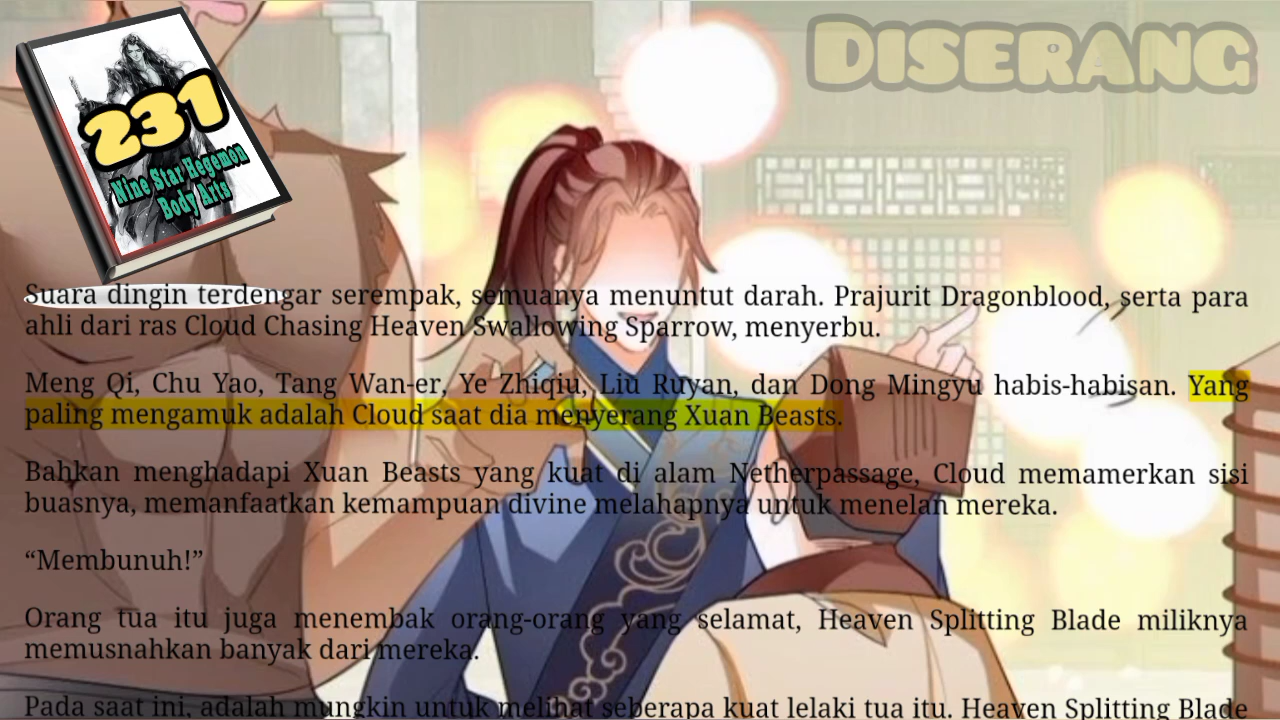 DISERANG
231
Nine Star Hegemon
Body Arts
Suara dingin terdengar serempak, semuanya menuntut darah. Prajurit Dragonblood, serta para
ahli dari ras Cloud Chasing Heaven Swallowing Sparrow, menyerbu.
Meng Qi, Chu Yao, Tang Wan-er, Ye Zhiqiu, Liu Ruyan, dan Dong Mingyu habis-habisan. Yang
paling mengamuk adalah Cloud saat dia menyerang Xuan Beasts.
Bahkan menghadapi Xuan Beasts yang kuat di alam Netherpassage, Cloud memamerkan sisi
buasnya, memanfaatkan kemampuan divine melahapnya untuk menelan mereka.
“Membunuh!”
Orang tua itu juga menembak orang-orang yang selamat, Heaven Splitting Blade miliknya
memusnahkan banyak dari mereka.
Pada saat ini, adalah mungkin untuk melihat seberapa kuat lelaki tua itu. Heaven Splitting Blade